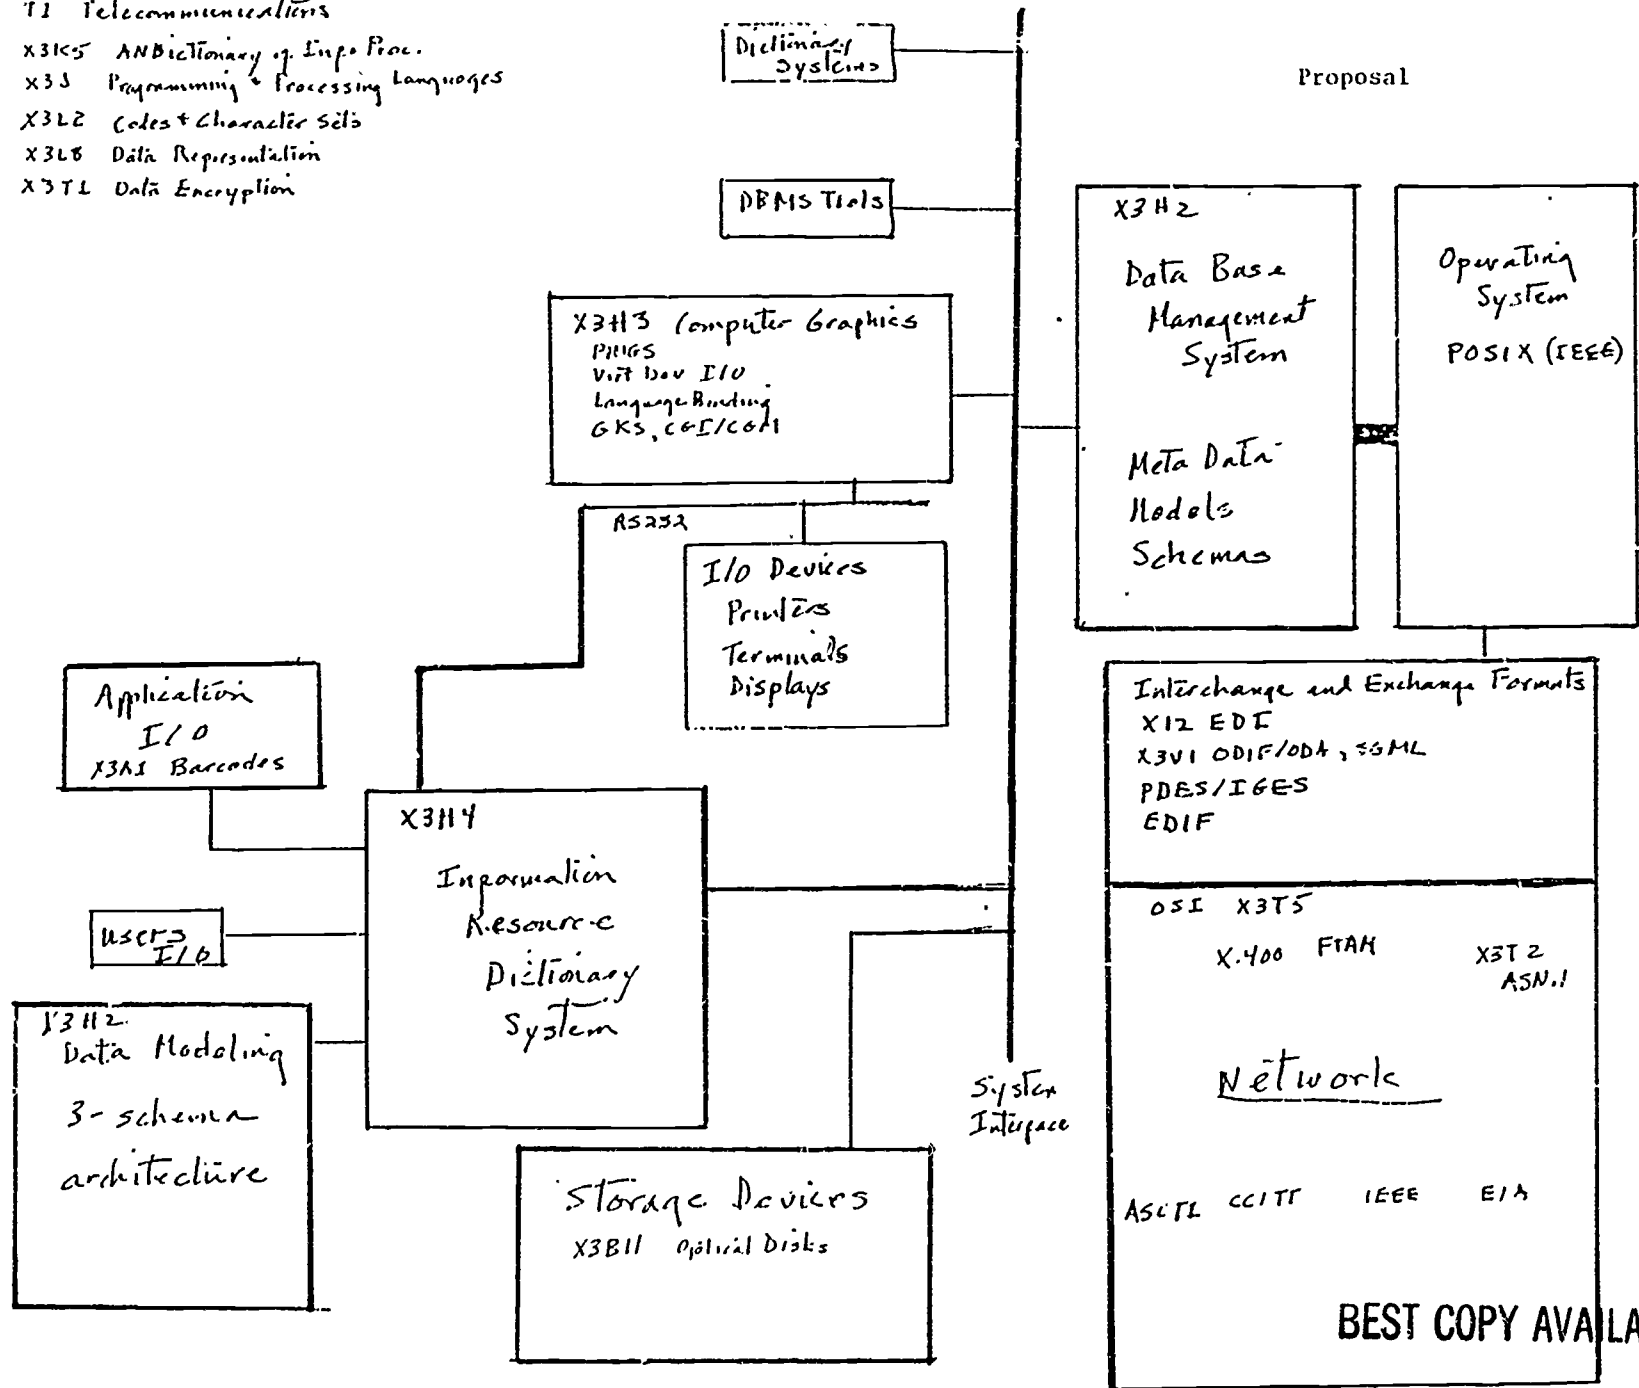 T1 Telecommunications
X3K5 ANDictionary of Info Proc.
X3J Programming & Processing Languages
X3L2 Codes + Character Sets
X3L8 Data Representation
X3T1 Data Encryption
Dictionary
Systems
Proposal
DBMS Tools
X3H3 Computer Graphics
PHIGS
Virt Dev I/O
Language Binding
GKS, CGI/CGM
X3H2
Data Base
Management
System
Meta Data
Models
Schemas
Operating
System
POSIX (IEEE)
RS232
I/O Devices
Printers
Terminals
Displays
Application
I/O
X3A1 Barcodes
Interchange and Exchange Formats
X12 EDI
X3V1 ODIF/ODA, SGML
PDES/IGES
EDIF
X3H4
Information
Resource
Dictionary
System
Users
I/O
X3H2
Data Modeling
3-schema
architecture
OSI X3T5
X.400 FTAM X3T2
ASN.1
Network
System
Interface
Storage Devices
X3B11 Optical Disks
ASCT1 CCITT IEEE EIA
BEST COPY AVAILA